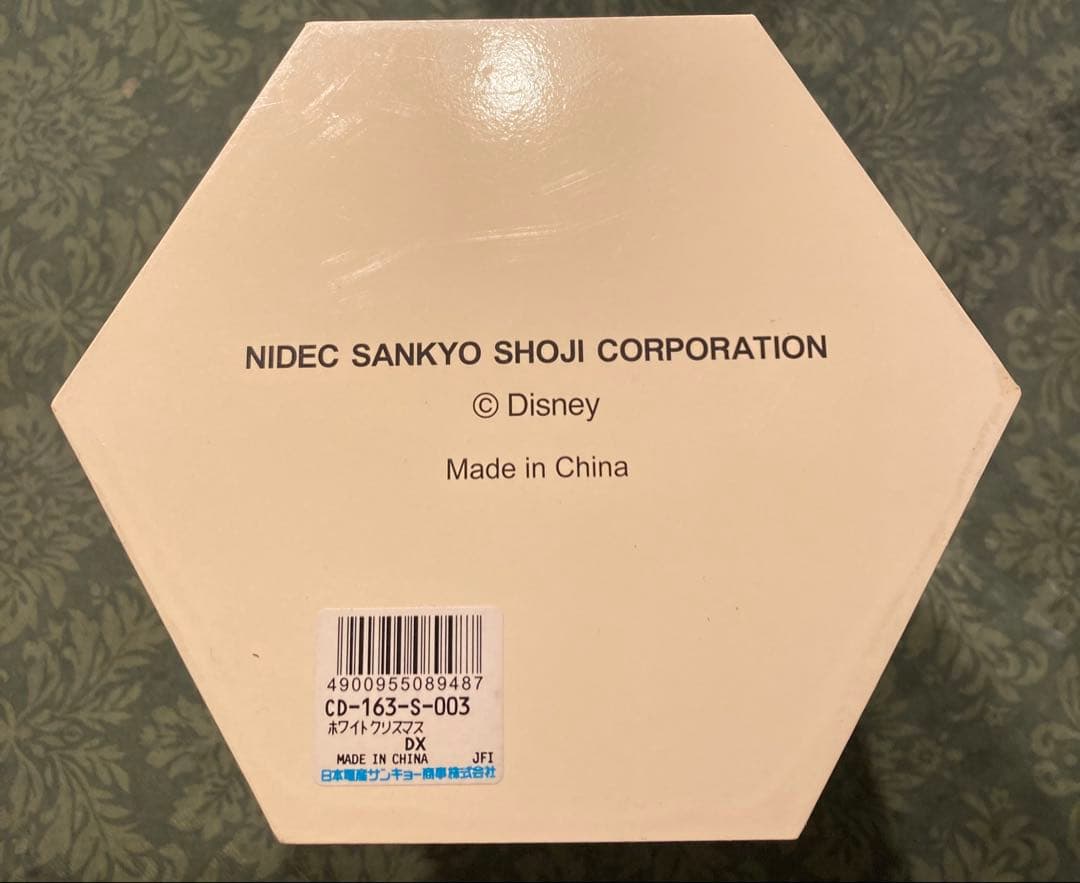 NIDEC SANKYO SHOJI CORPORATION
© Disney
Made in China
4900955089487
CD-163-S-003
ホワイトクリスマス
DX
MADE IN CHINA JFI
日本電産サンキョー商事株式会社